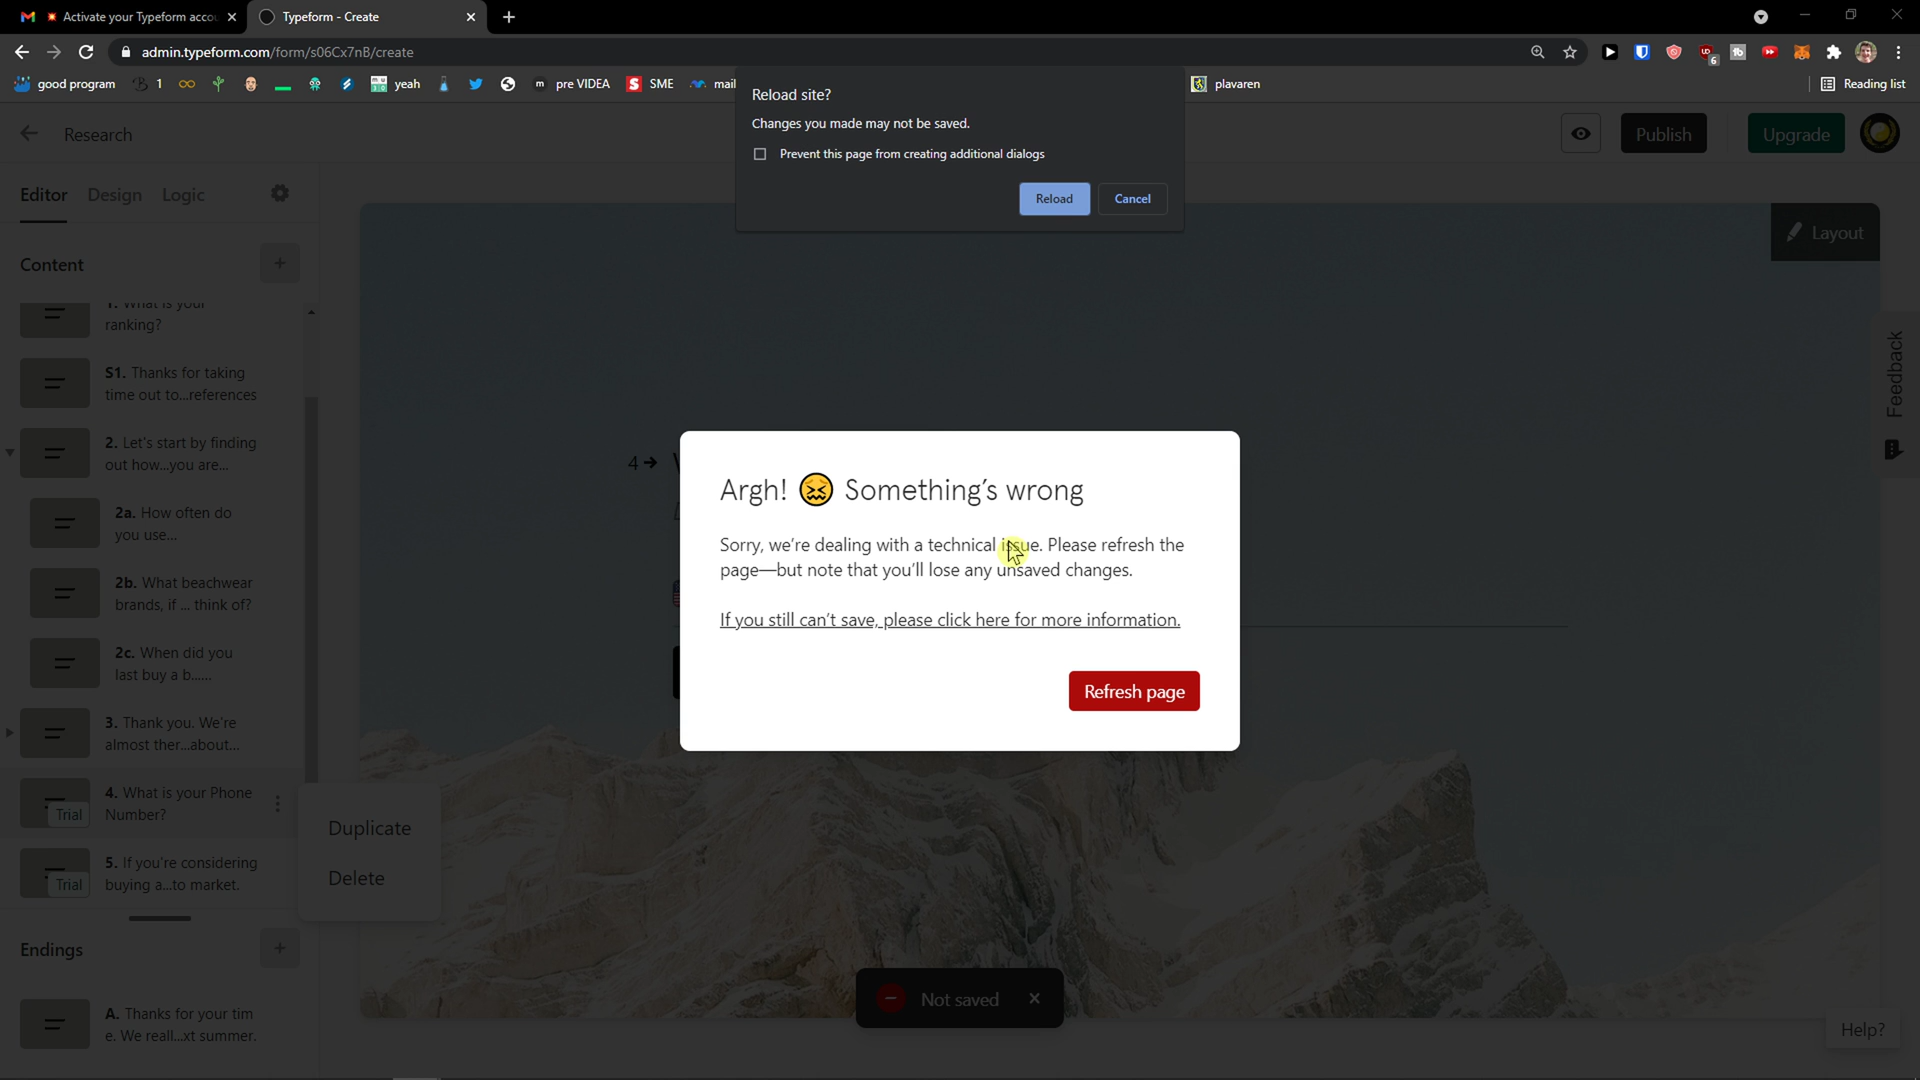 Activate your Typeform accou
Typeform - Create
admin.typeform.com/form/s06Cx7nB/create
6
good program
1
yeah
pre VIDEA
SME
mail
plavaren
Reading list
Reload site?
Changes you made may not be saved.
Prevent this page from creating additional dialogs
Reload
Cancel
Research
Publish
Upgrade
Editor
Design
Logic
Layout
Content
1. What is your
ranking?
S1. Thanks for taking
time out to...references
2. Let's start by finding
out how...you are...
2a. How often do
you use...
2b. What beachwear
brands, if ... think of?
2c. When did you
last buy a b......
3. Thank you. We're
almost ther...about...
4. What is your Phone
Number?
Trial
5. If you're considering
buying a...to market.
Trial
Duplicate
Delete
Endings
A. Thanks for your tim
e. We reall...xt summer.
4
Argh! 😖 Something's wrong
Sorry, we're dealing with a technical issue. Please refresh the
page—but note that you'll lose any unsaved changes.
If you still can't save, please click here for more information.
Refresh page
Not saved
Feedback
Help?